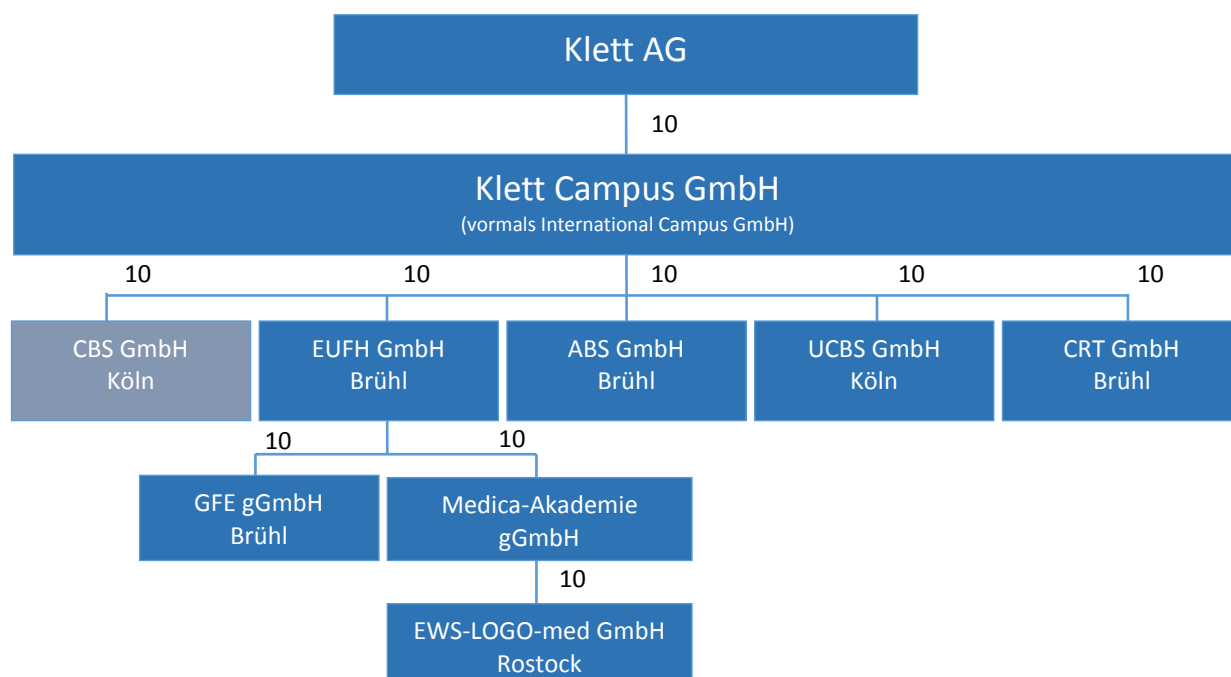 Klett AG
10
Klett Campus GmbH
(vormals International Campus GmbH)
10 10 10 10 10
CBS GmbH
Köln
EUFH GmbH
Brühl
ABS GmbH
Brühl
UCBS GmbH
Köln
CRT GmbH
Brühl
10 10
GFE gGmbH
Brühl
Medica-Akademie
gGmbH
10
EWS-LOGO-med GmbH
Rostock